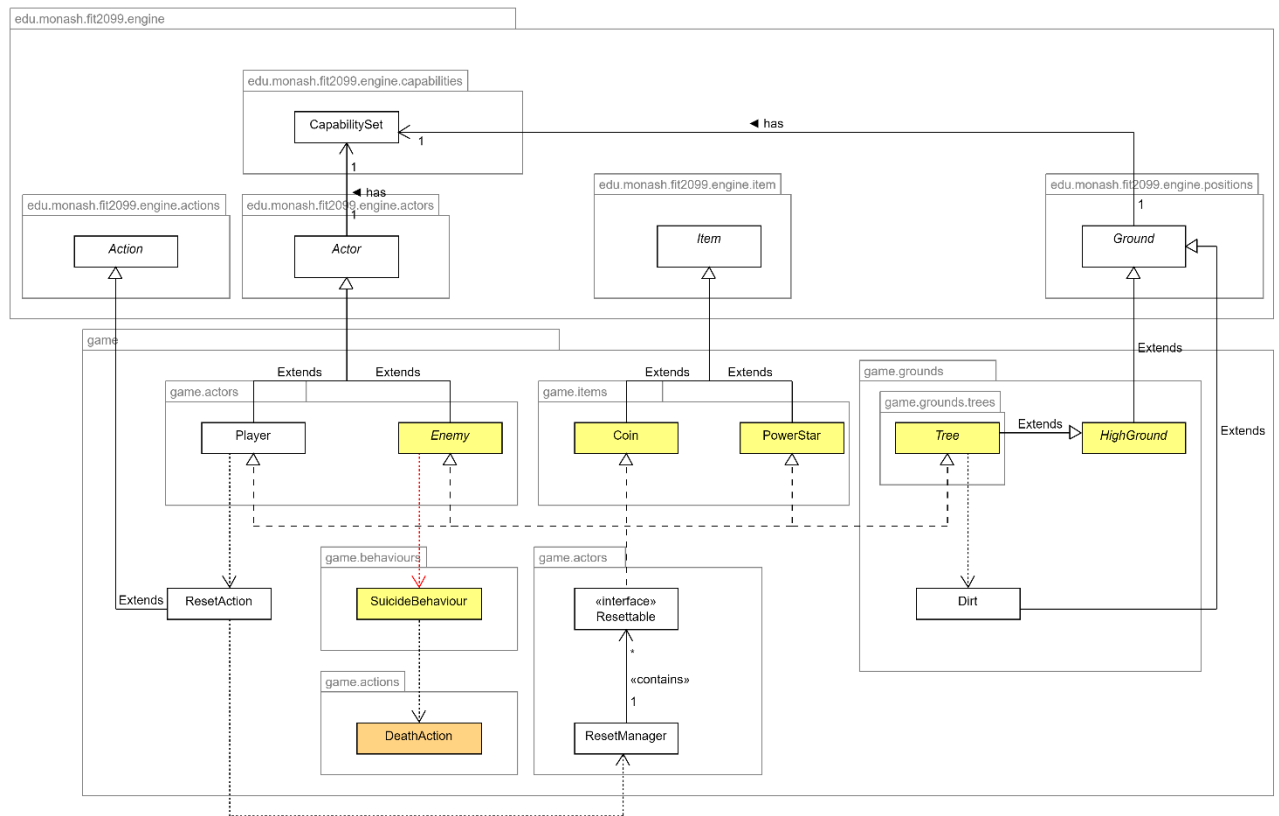 edu.monash.fit2099.engine
edu.monash.fit2099.engine.capabilities
CapabilitySet
◄ has
1
1
edu.monash.fit2099.engine.item
edu.monash.fit2099.engine.positions
◄ has
edu.monash.fit2099.engine.actions
edu.monash.fit2099.engine.actors
1
1
Action
Actor
Item
Ground
game
Extends
game.actors
Extends
Extends
game.items
Extends
Extends
game.grounds
game.grounds.trees
Player
Enemy
Coin
PowerStar
Tree
Extends
HighGround
Extends
game.behaviours
game.actors
Extends
ResetAction
SuicideBehaviour
«interface»
Resettable
Dirt
*
«contains»
game.actions
1
DeathAction
ResetManager